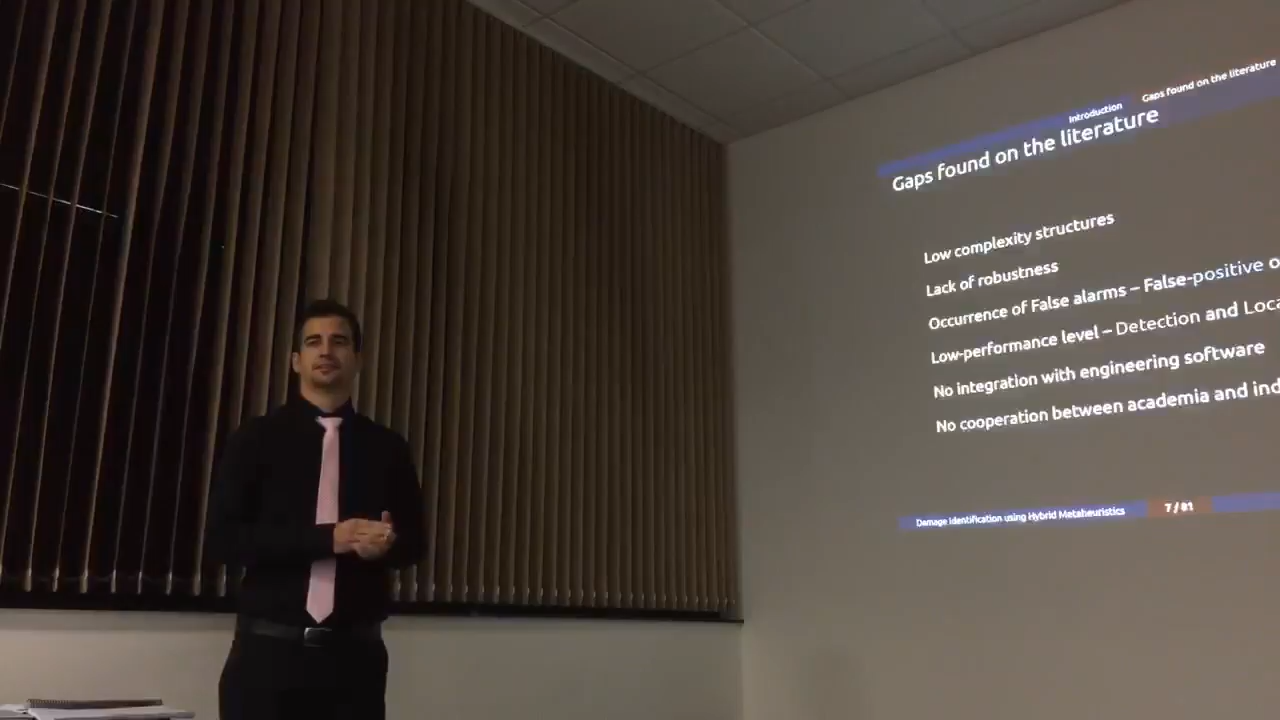 Introduction Gaps found on the literature
Gaps found on the literature
Low complexity structures
Lack of robustness
Occurrence of False alarms – False-positive o
Low-performance level – Detection and Loca
No integration with engineering software
No cooperation between academia and ind
Damage Identification using Hybrid Metaheuristics 7 / 81